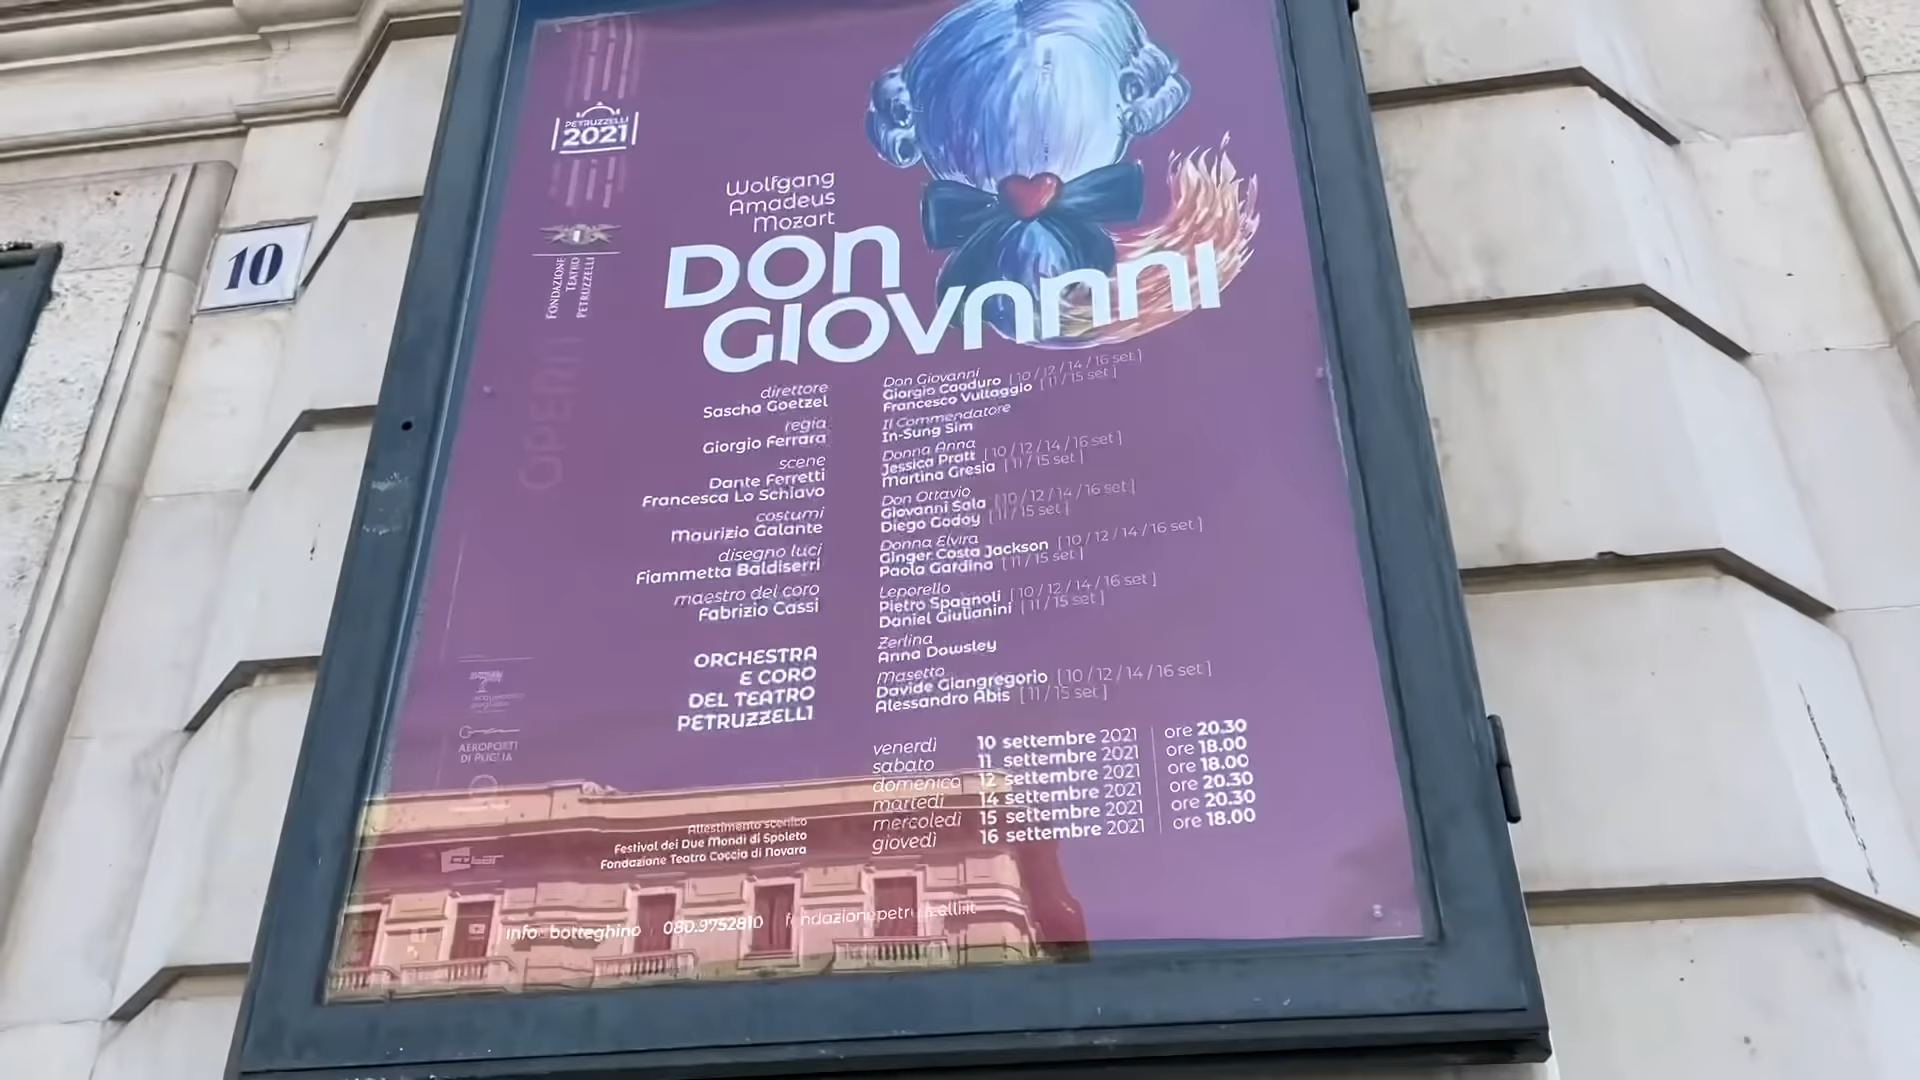 PETRUZZELLI
2021
10
FONDAZIONE
TEATRO
PETRUZZELLI
Wolfgang
Amadeus
Mozart
DON
GIOVANNI
direttore
Sascha Goetzel
regia
Giorgio Ferrara
scene
Dante Ferretti
Francesca Lo Schiavo
costumi
Maurizio Galante
disegno luci
Fiammetta Baldiserri
maestro del coro
Fabrizio Cassi
ORCHESTRA
E CORO
DEL TEATRO
PETRUZZELLI
Don Giovanni
Giorgio Caoduro [ 10 / 12 / 14 / 16 set ]
Francesco Vultaggio [ 11 / 15 set ]
Il Commendatore
In-Sung Sim
Donna Anna
Jessica Pratt [ 10 / 12 / 14 / 16 set ]
Martina Gresia [ 11 / 15 set ]
Don Ottavio
Giovanni Sala [ 10 / 12 / 14 / 16 set ]
Diego Godoy [ 11 / 15 set ]
Donna Elvira
Ginger Costa Jackson [ 10 / 12 / 14 / 16 set ]
Paola Gardina [ 11 / 15 set ]
Leporello
Pietro Spagnoli [ 10 / 12 / 14 / 16 set ]
Daniel Giulianini [ 11 / 15 set ]
Zerlina
Anna Dowsley
Masetto
Davide Giangregorio [ 10 / 12 / 14 / 16 set ]
Alessandro Abis [ 11 / 15 set ]
venerdì 10 settembre 2021 ore 20.30
sabato 11 settembre 2021 ore 18.00
domenica 12 settembre 2021 ore 18.00
martedì 14 settembre 2021 ore 20.30
mercoledì 15 settembre 2021 ore 20.30
giovedì 16 settembre 2021 ore 18.00
AEROPORTI
DI PUGLIA
Allestimento scenico
Festival dei Due Mondi di Spoleto
Fondazione Teatro Coccia di Novara
info botteghino 080.9752810 fondazionepetruzzelli.it